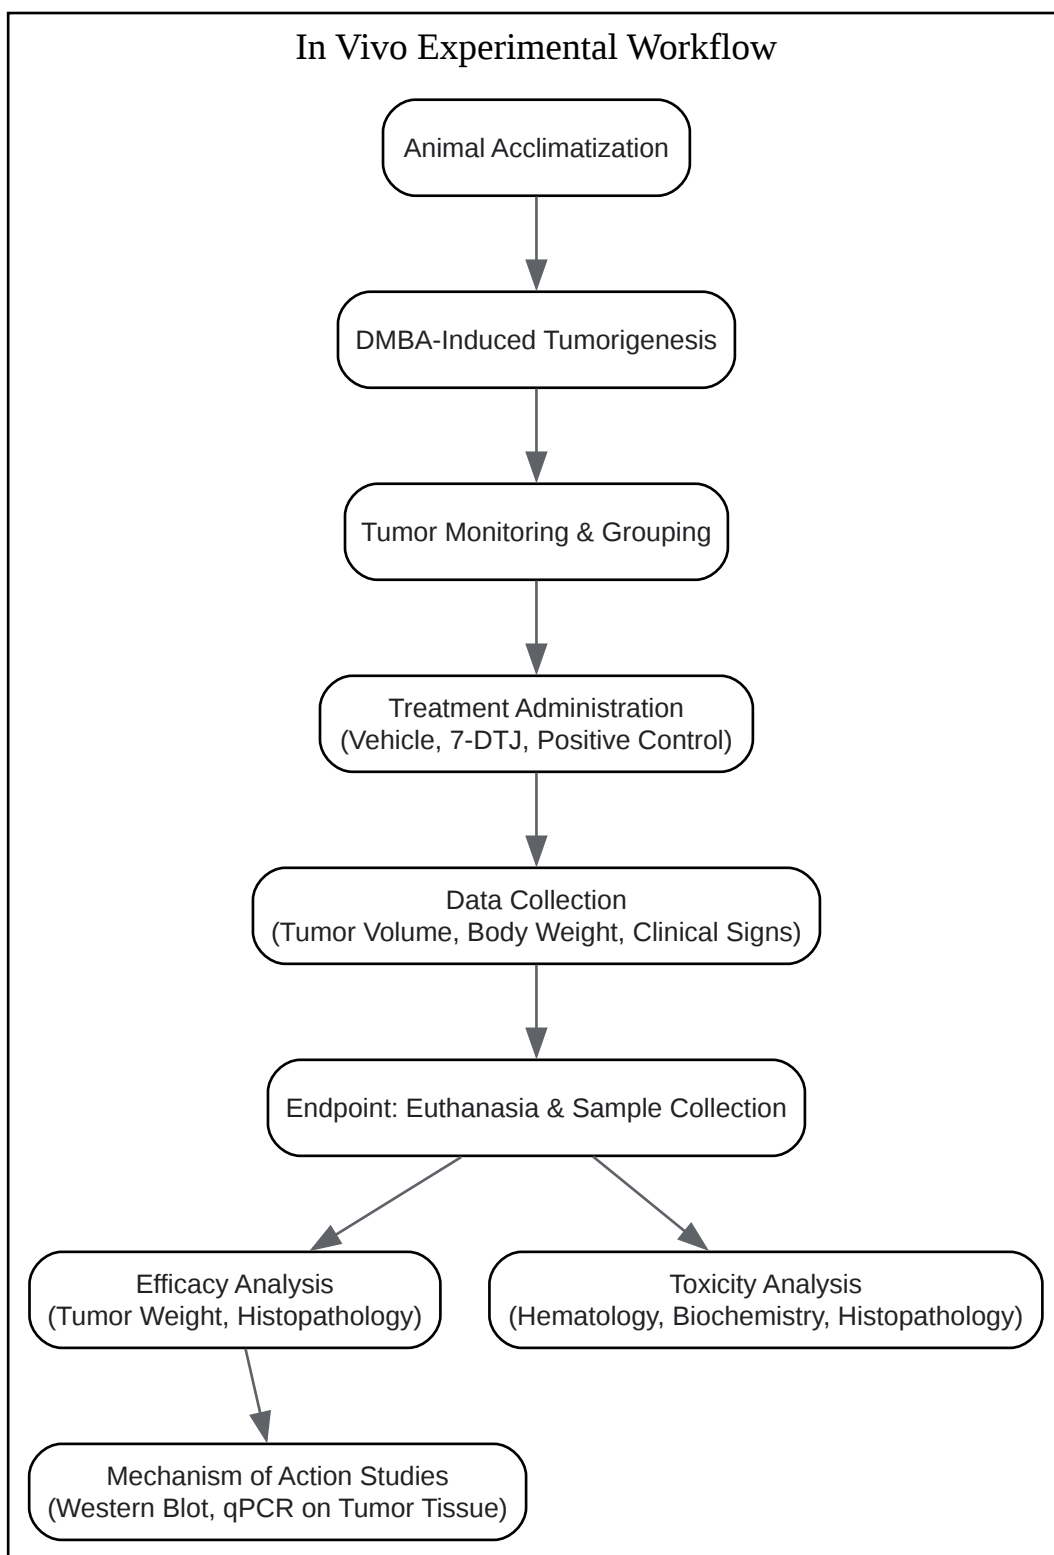 In Vivo Experimental Workflow
Animal Acclimatization
DMBA-Induced Tumorigenesis
Tumor Monitoring & Grouping
Treatment Administration
(Vehicle, 7-DTJ, Positive Control)
Data Collection
(Tumor Volume, Body Weight, Clinical Signs)
Endpoint: Euthanasia & Sample Collection
Efficacy Analysis
(Tumor Weight, Histopathology)
Toxicity Analysis
(Hematology, Biochemistry, Histopathology)
Mechanism of Action Studies
(Western Blot, qPCR on Tumor Tissue)